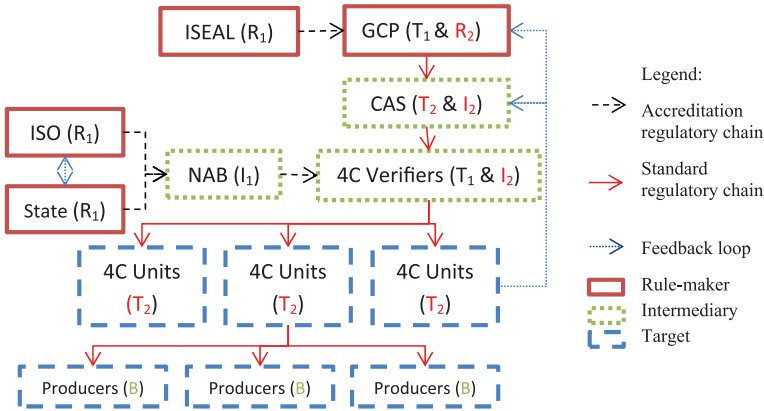 ISEAL (R1)
GCP (T1 & R2)
CAS (T2 & I2)
ISO (R1)
State (R1)
NAB (I1)
4C Verifiers (T1 & I2)
4C Units
(T2)
4C Units
(T2)
4C Units
(T2)
Producers (B)
Producers (B)
Producers (B)
Legend:
Accreditation
regulatory chain
Standard
regulatory chain
Feedback loop
Rule-maker
Intermediary
Target